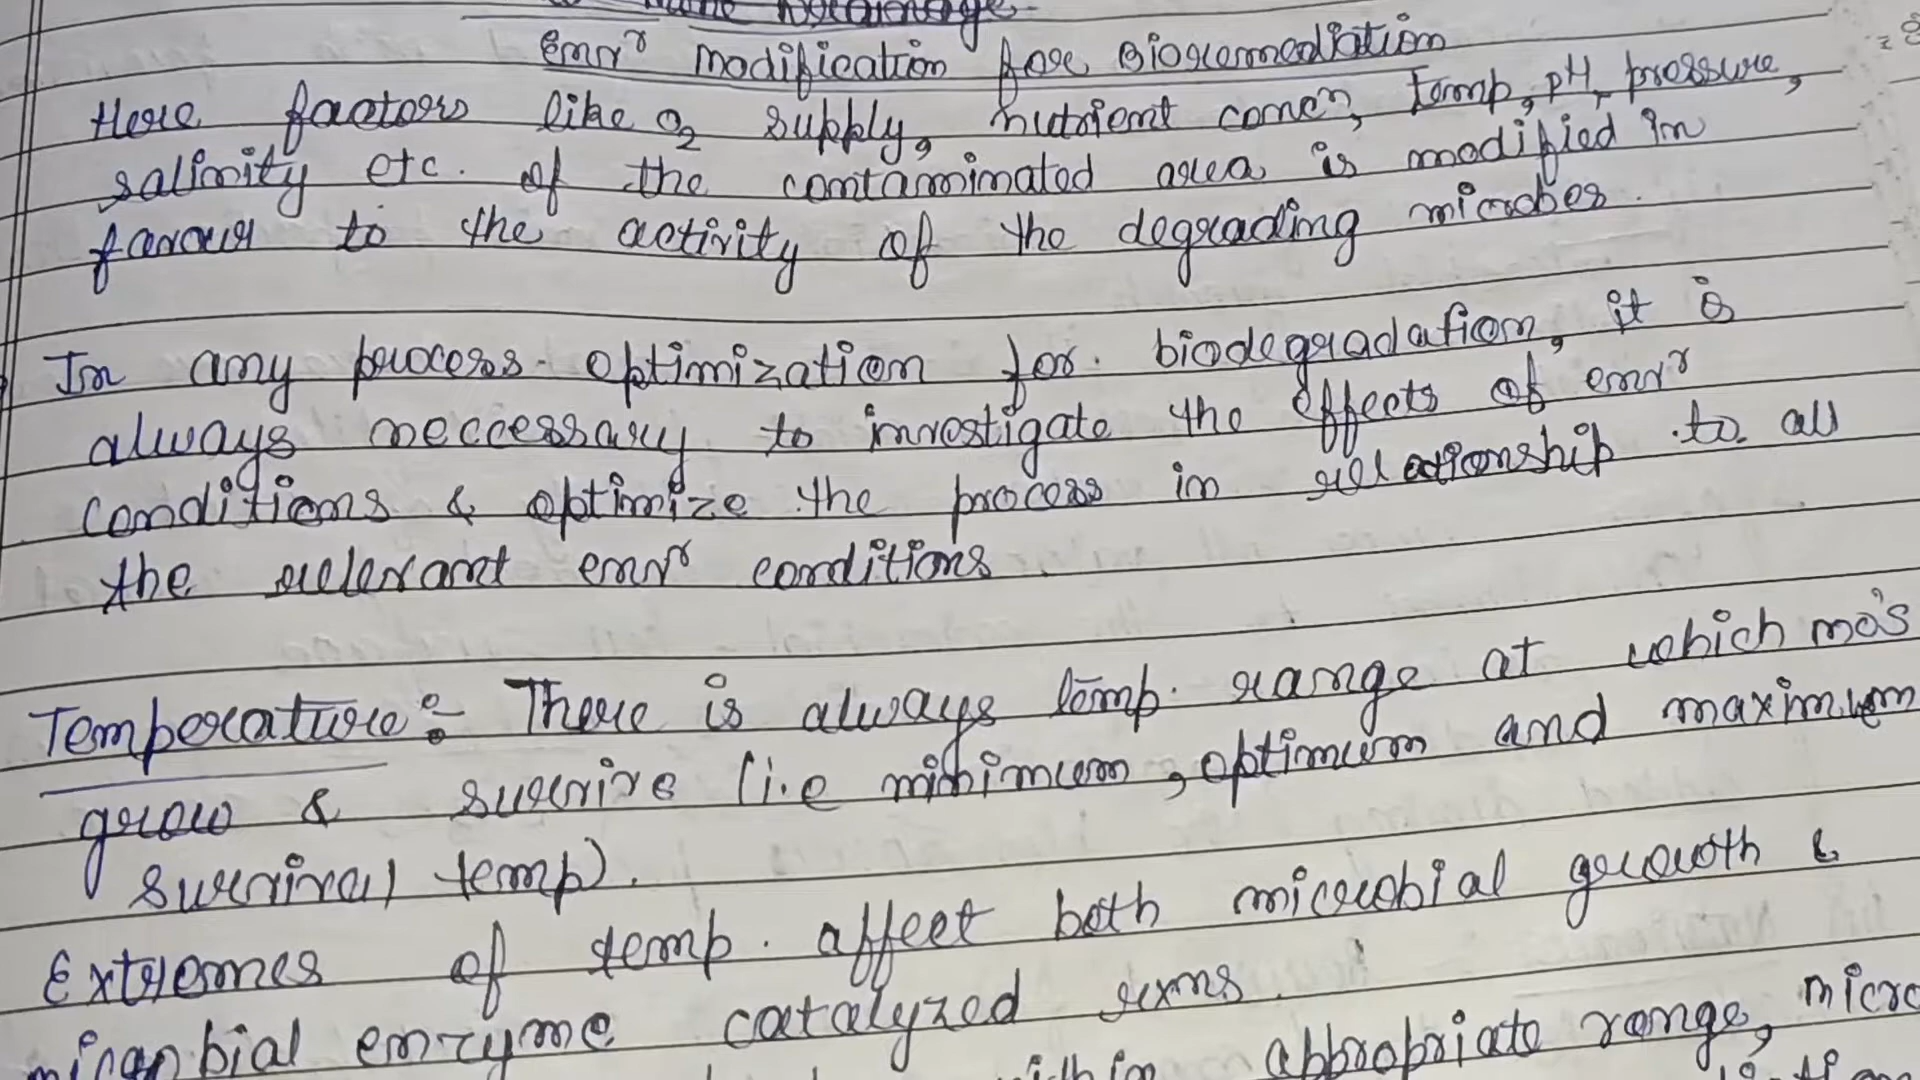 envr modification for Bioremediation
Here factors like O2 supply, nutrient concn, temp, pH, pressure,
salinity etc. of the contaminated area is modified in
favour to the activity of the degrading microbes.
In any process optimization for biodegradation, it is
always neccessary to investigate the effects of envr
conditions & optimize the process in relationship to all
the relevant envr conditions
Temperature :- There is always temp. range at which mo's
grow & survive (i.e minimum, optimum and maximum
survival temp).
Extremes of temp. affect both microbial growth &
bial enzyme catalyzed rxns.
within appropriate range, micro